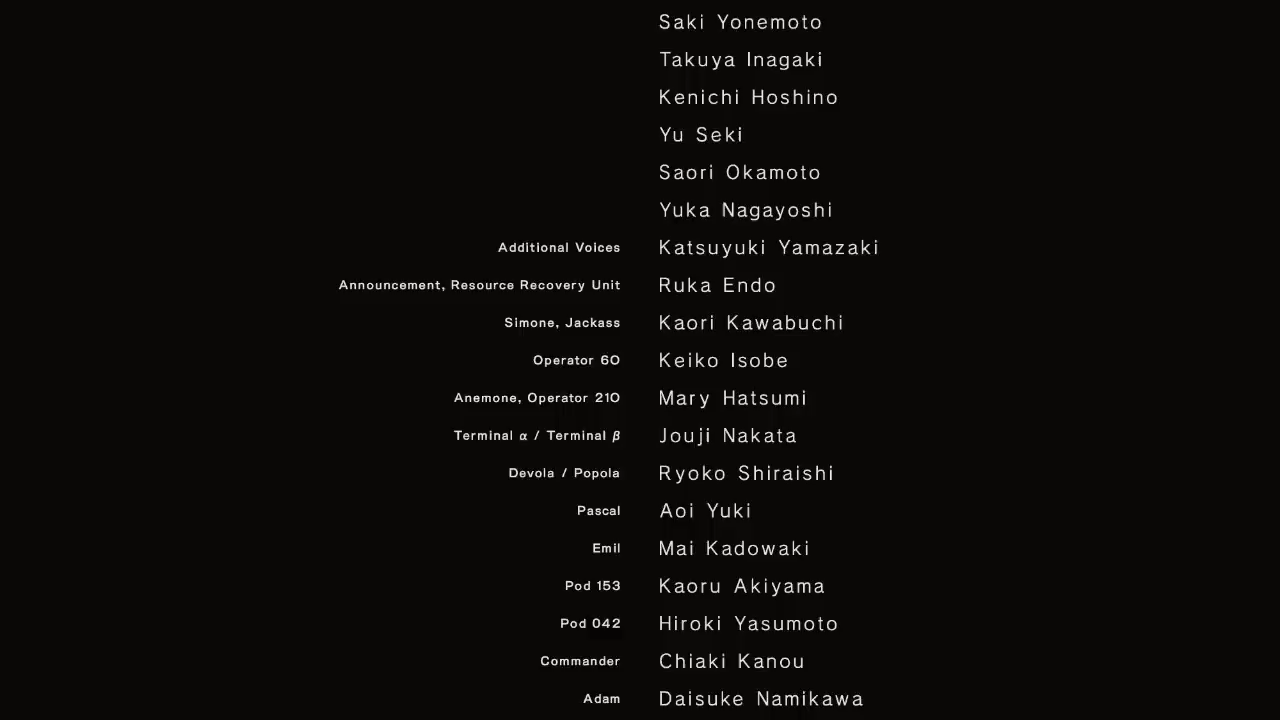 Saki Yonemoto
Takuya Inagaki
Kenichi Hoshino
Yu Seki
Saori Okamoto
Yuka Nagayoshi
Additional Voices Katsuyuki Yamazaki
Announcement, Resource Recovery Unit Ruka Endo
Simone, Jackass Kaori Kawabuchi
Operator 6O Keiko Isobe
Anemone, Operator 21O Mary Hatsumi
Terminal α / Terminal β Jouji Nakata
Devola / Popola Ryoko Shiraishi
Pascal Aoi Yuki
Emil Mai Kadowaki
Pod 153 Kaoru Akiyama
Pod 042 Hiroki Yasumoto
Commander Chiaki Kanou
Adam Daisuke Namikawa